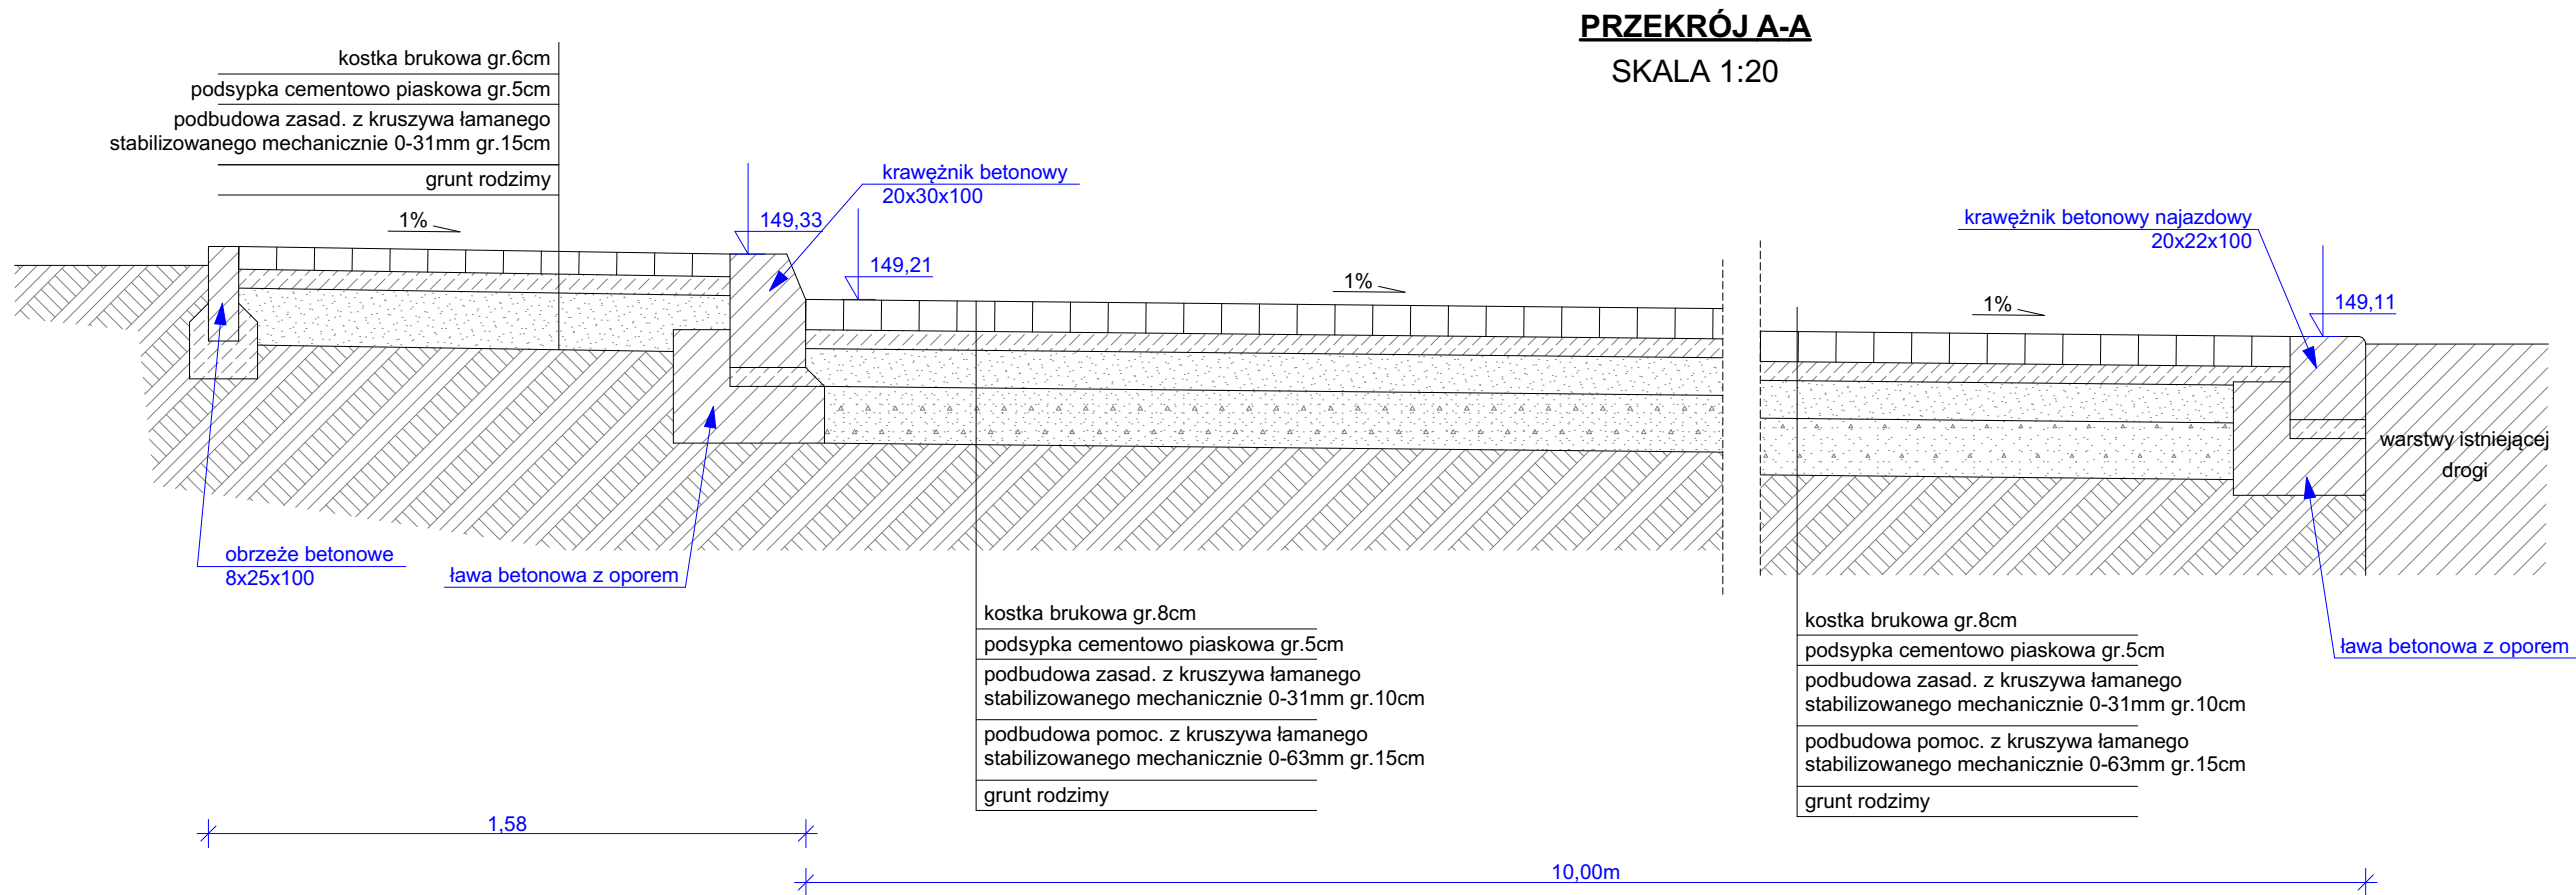 PRZEKRÓJ A-A
SKALA 1:20
kostka brukowa gr.6cm
podsypka cementowo piaskowa gr.5cm
podbudowa zasad. z kruszywa łamanego
stabilizowanego mechanicznie 0-31mm gr.15cm
grunt rodzimy
1%
149,33
krawężnik betonowy
20x30x100
149,21
1%
krawężnik betonowy najazdowy
20x22x100
1%
149,11
warstwy istniejącej
drogi
obrzeże betonowe
8x25x100
ława betonowa z oporem
kostka brukowa gr.8cm
podsypka cementowo piaskowa gr.5cm
podbudowa zasad. z kruszywa łamanego
stabilizowanego mechanicznie 0-31mm gr.10cm
podbudowa pomoc. z kruszywa łamanego
stabilizowanego mechanicznie 0-63mm gr.15cm
grunt rodzimy
kostka brukowa gr.8cm
podsypka cementowo piaskowa gr.5cm
podbudowa zasad. z kruszywa łamanego
stabilizowanego mechanicznie 0-31mm gr.10cm
podbudowa pomoc. z kruszywa łamanego
stabilizowanego mechanicznie 0-63mm gr.15cm
grunt rodzimy
ława betonowa z oporem
1,58
10,00m